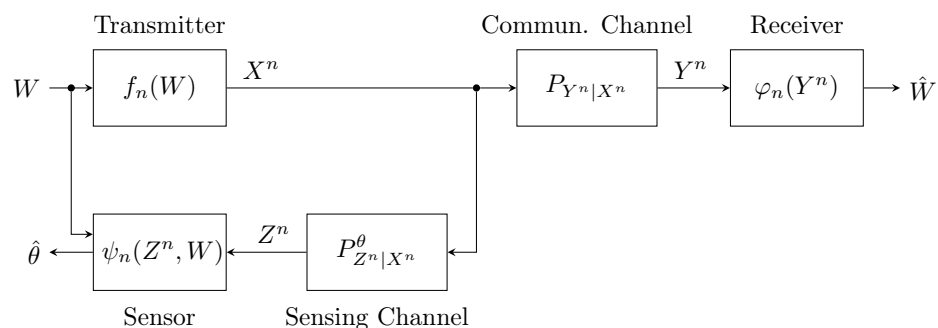 Transmitter
Commun. Channel
Receiver
W
f_n(W)
X^n
P_{Y^n|X^n}
Y^n
φ_n(Y^n)
Ŵ
θ̂
ψ_n(Z^n, W)
Z^n
P^θ_{Z^n|X^n}
Sensor
Sensing Channel